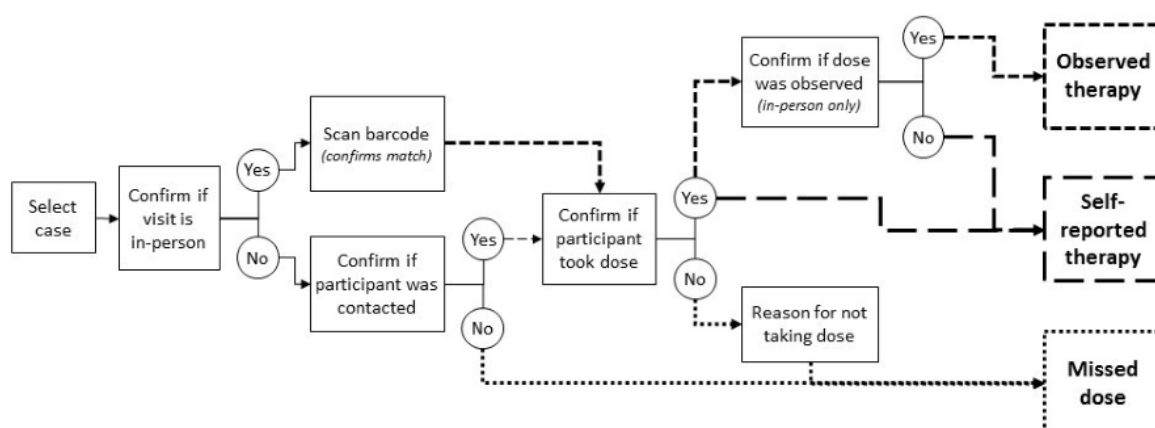 Select
case
Confirm if
visit is
in-person
Yes
No
Scan barcode
(confirms match)
Confirm if
participant was
contacted
Yes
No
Confirm if
participant
took dose
Yes
No
Confirm if dose
was observed
(in-person only)
Reason for not
taking dose
Yes
No
Observed
therapy
Self-
reported
therapy
Missed
dose